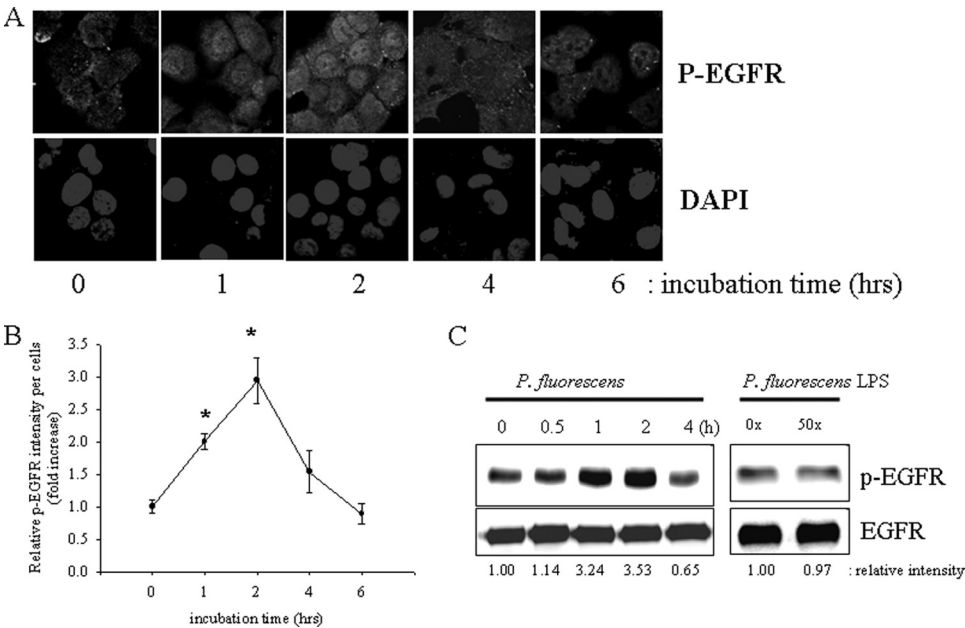 A
P-EGFR
DAPI
0 1 2 4 6 : incubation time (hrs)
B
Relative p-EGFR intensity per cells
(fold increase)
3.5
3.0
2.5
2.0
1.5
1.0
0.5
0.0
*
*
0 1 2 4 6
incubation time (hrs)
C
P. fluorescens
0 0.5 1 2 4 (h)
P. fluorescens LPS
0x 50x
p-EGFR
EGFR
1.00 1.14 3.24 3.53 0.65 1.00 0.97 : relative intensity